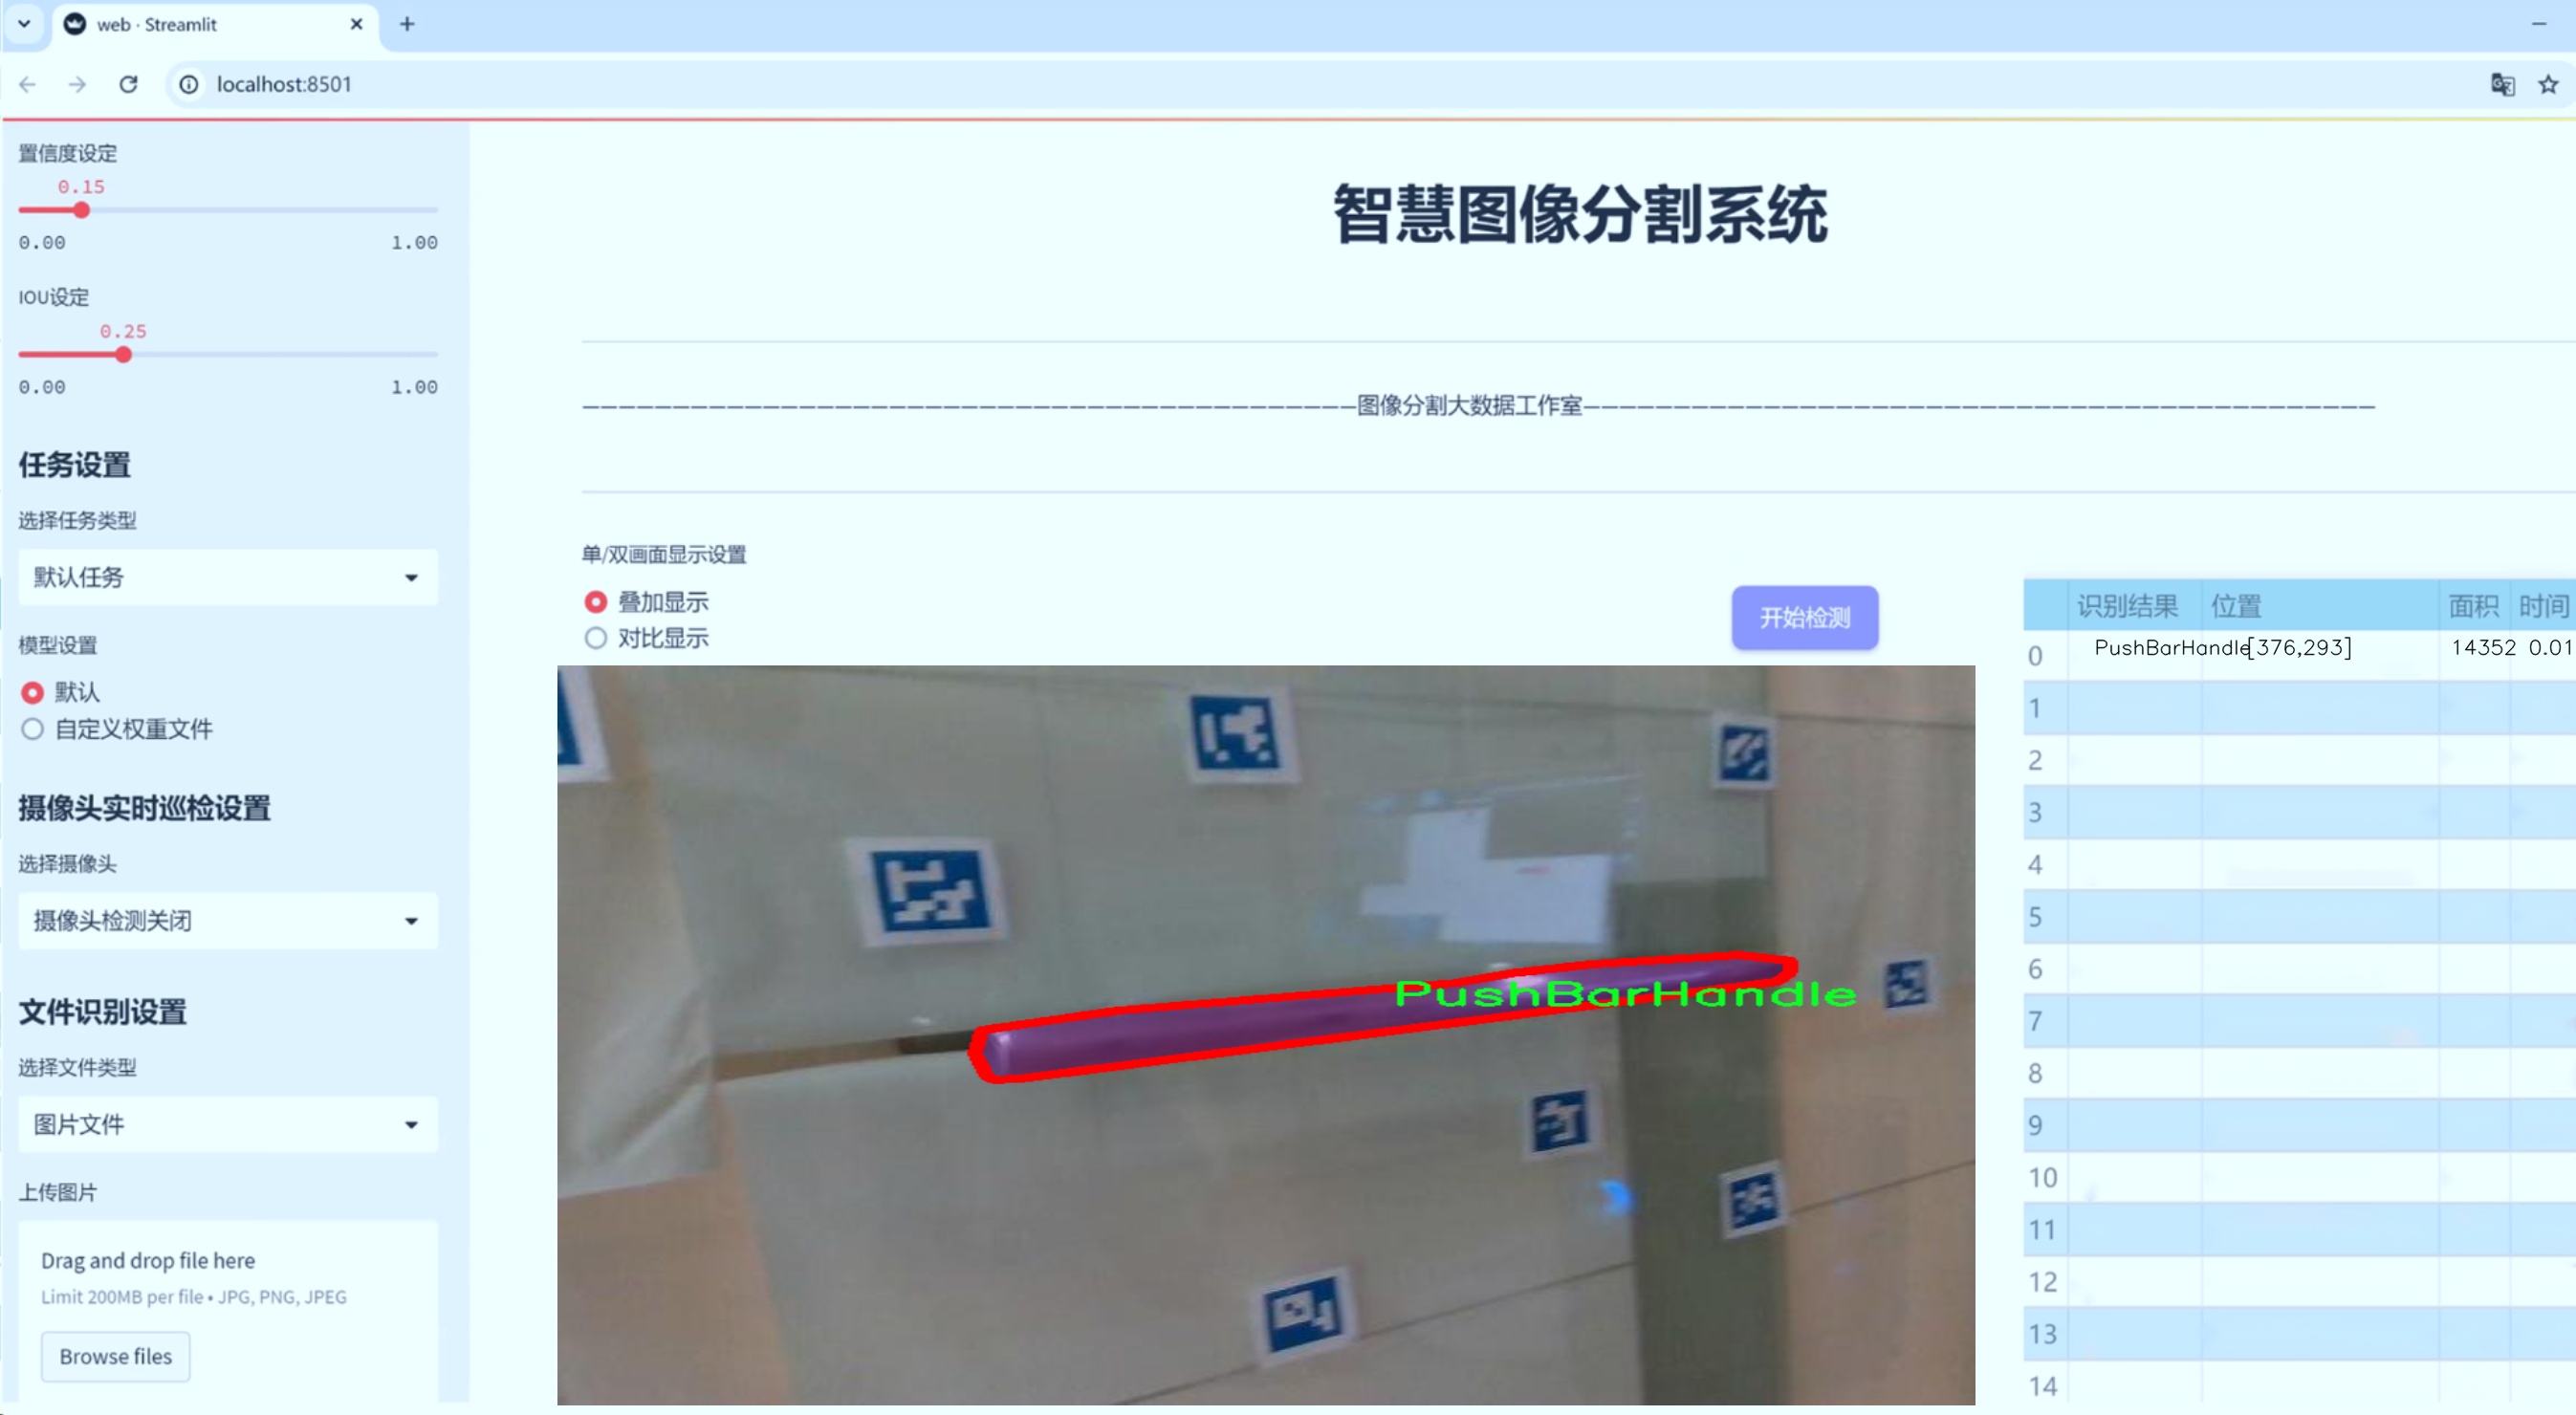 web · Streamlit
localhost:8501
置信度设定
0.15
0.00 1.00
IOU设定
0.25
0.00 1.00
任务设置
选择任务类型
默认任务
模型设置
默认
自定义权重文件
摄像头实时巡检设置
选择摄像头
摄像头检测关闭
文件识别设置
选择文件类型
图片文件
上传图片
Drag and drop file here
Limit 200MB per file • JPG, PNG, JPEG
Browse files
智慧图像分割系统
图像分割大数据工作室
单/双画面显示设置
叠加显示
对比显示
开始检测
PushBarHandle
识别结果 位置 面积 时间
0 PushBarHandle [376,293] 14352 0.01
1
2
3
4
5
6
7
8
9
10
11
12
13
14